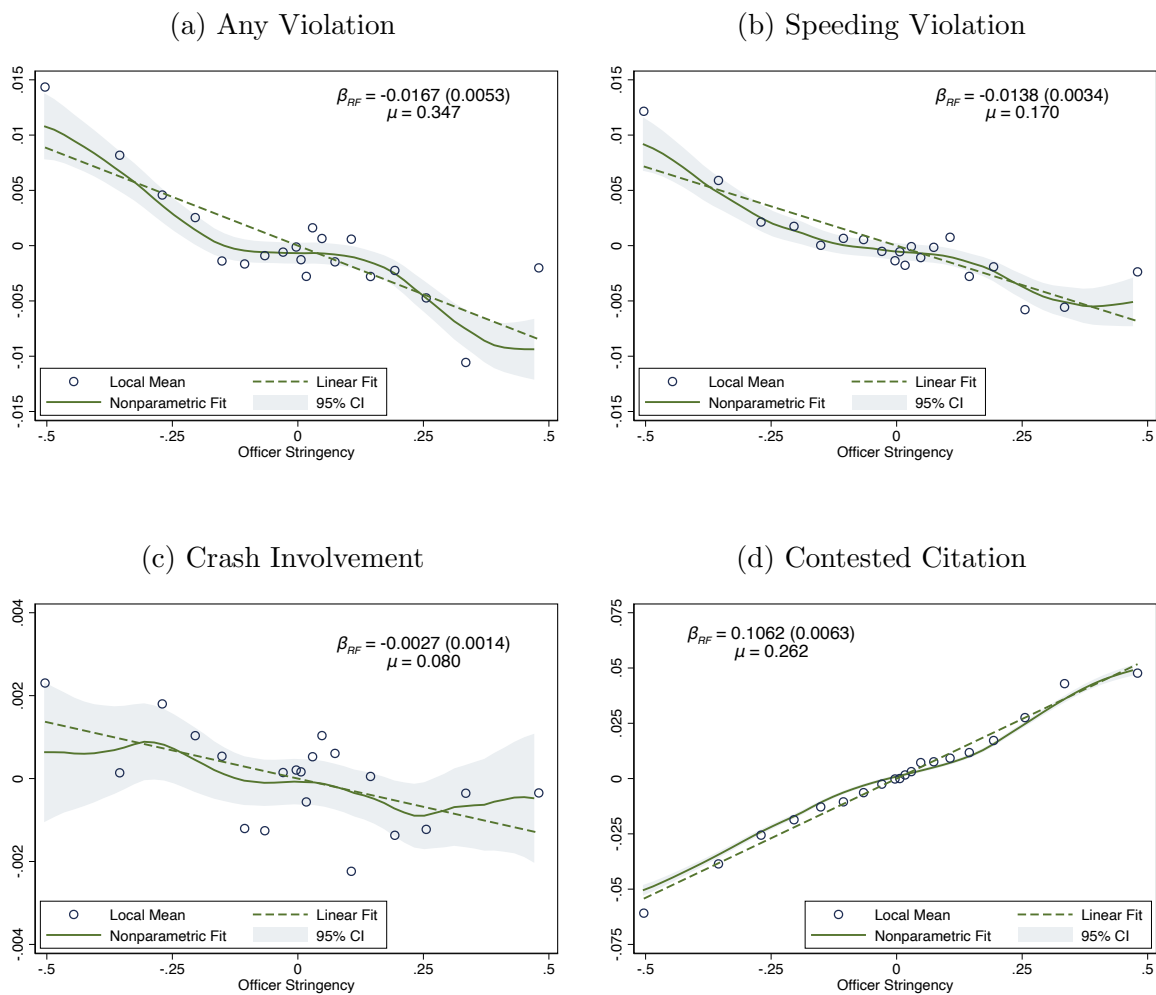 (a) Any Violation
β_RF = -0.0167 (0.0053)
μ = 0.347
.015
.01
.005
0
-.005
-.01
-.015
Local Mean
Linear Fit
Nonparametric Fit
95% CI
-.5
-.25
0
.25
.5
Officer Stringency
(b) Speeding Violation
β_RF = -0.0138 (0.0034)
μ = 0.170
.015
.01
.005
0
-.005
-.01
-.015
Local Mean
Linear Fit
Nonparametric Fit
95% CI
-.5
-.25
0
.25
.5
Officer Stringency
(c) Crash Involvement
β_RF = -0.0027 (0.0014)
μ = 0.080
.004
.002
0
-.002
-.004
Local Mean
Linear Fit
Nonparametric Fit
95% CI
-.5
-.25
0
.25
.5
Officer Stringency
(d) Contested Citation
β_RF = 0.1062 (0.0063)
μ = 0.262
.075
.05
.025
0
-.025
-.05
-.075
Local Mean
Linear Fit
Nonparametric Fit
95% CI
-.5
-.25
0
.25
.5
Officer Stringency